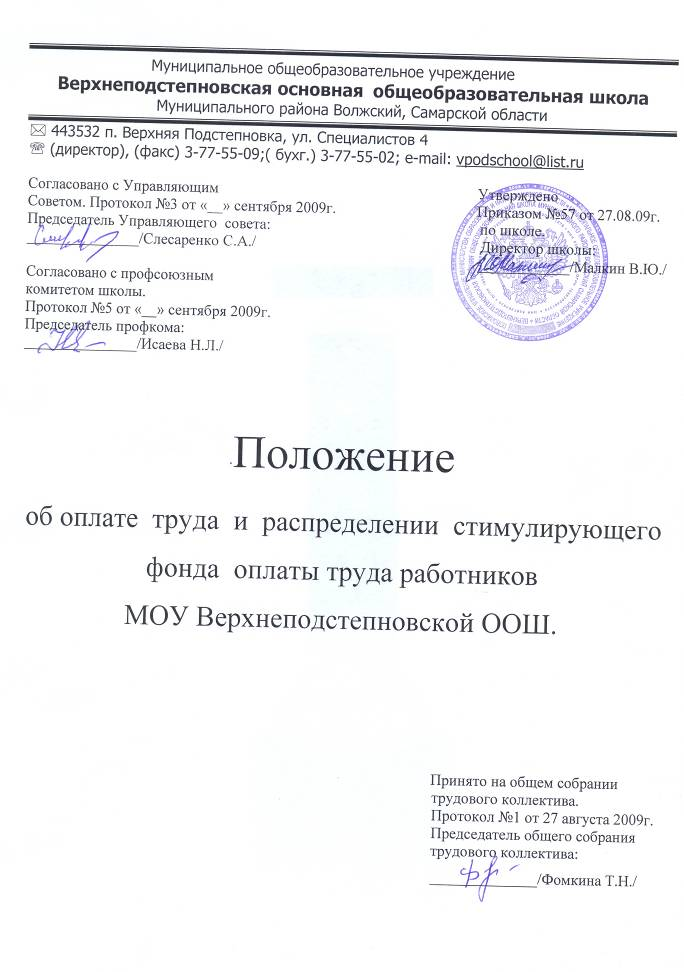 Муниципальное общеобразовательное учреждение
Верхнеподстепновская основная общеобразовательная школа
Муниципального района Волжский, Самарской области
443532 п. Верхняя Подстепновка, ул. Специалистов 4
(директор), (факс) 3-77-55-09;( бухг.) 3-77-55-02; e-mail: vpodschool@list.ru
Согласовано с Управляющим
Советом. Протокол №3 от «__» сентября 2009г.
Председатель Управляющего совета:
_______________/Слесаренко С.А./
Согласовано с профсоюзным
комитетом школы.
Протокол №5 от «__» сентября 2009г.
Председатель профкома:
_______________/Исаева Н.Л./
Утверждено
Приказом №57 от 27.08.09г.
по школе.
Директор школы:
____________/Малкин В.Ю./
Положение
об оплате труда и распределении стимулирующего
фонда оплаты труда работников
МОУ Верхнеподстепновской ООШ.
Принято на общем собрании
трудового коллектива.
Протокол №1 от 27 августа 2009г.
Председатель общего собрания
трудового коллектива:
_______________/Фомкина Т.Н./